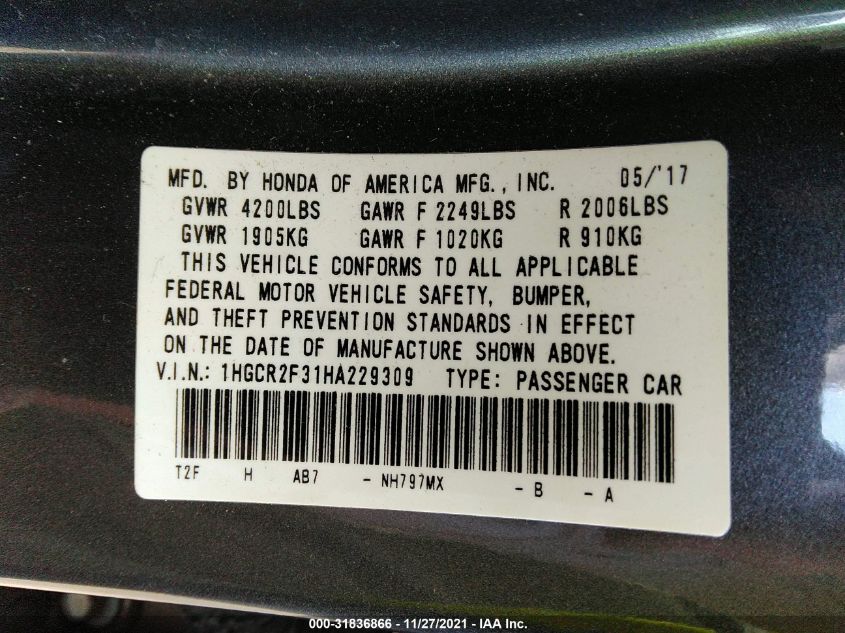 MFD. BY HONDA OF AMERICA MFG., INC. 05/'17
GVWR 4200LBS GAWR F 2249LBS R 2006LBS
GVWR 1905KG GAWR F 1020KG R 910KG
THIS VEHICLE CONFORMS TO ALL APPLICABLE
FEDERAL MOTOR VEHICLE SAFETY, BUMPER,
AND THEFT PREVENTION STANDARDS IN EFFECT
ON THE DATE OF MANUFACTURE SHOWN ABOVE.
V.I.N.: 1HGCR2F31HA229309 TYPE: PASSENGER CAR
T2F H AB7 - NH797MX - B - A
000-31836866 - 11/27/2021 - IAA Inc.